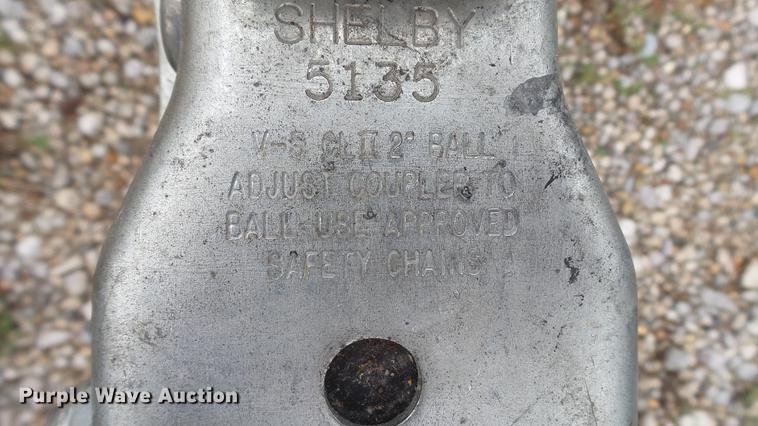 SHELBY
5135
V-5 CL II 2" BALL
ADJUST COUPLER TO
BALL-USE APPROVED
SAFETY CHAINS
Purple Wave Auction